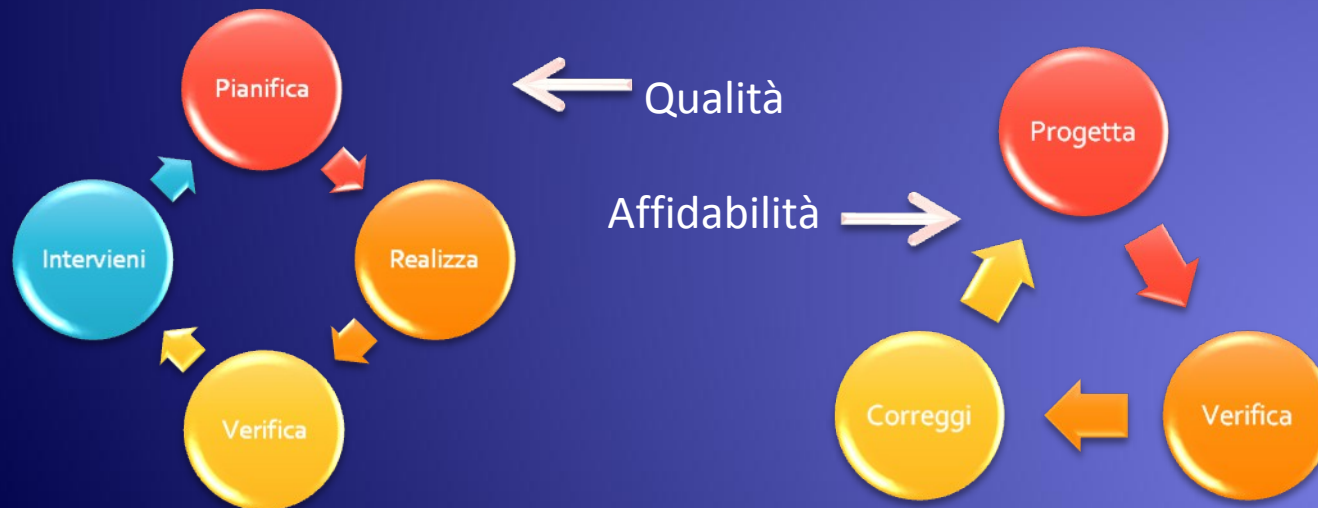 Pianifica
Realizza
Verifica
Intervieni
Qualità
Affidabilità
Progetta
Verifica
Correggi